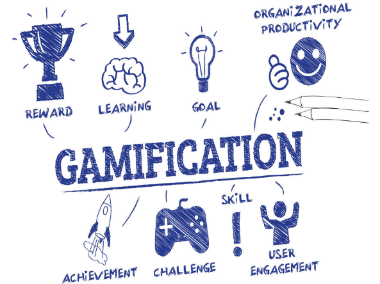 ORGANIZATIONAL
PRODUCTIVITY
REWARD
LEARNING
GOAL
GAMIFICATION
SKILL
ACHIEVEMENT
CHALLENGE
USER
ENGAGEMENT